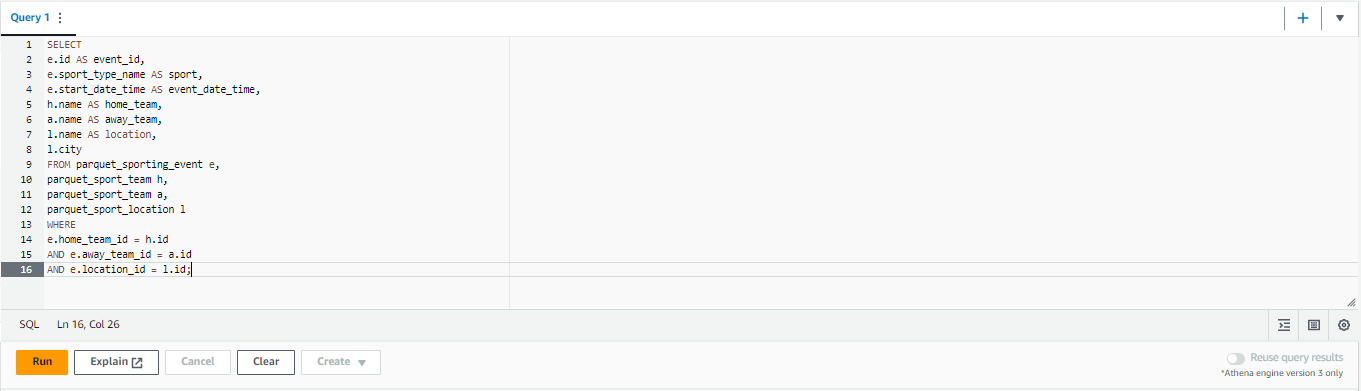 Query 1
1 SELECT
2 e.id AS event_id,
3 e.sport_type_name AS sport,
4 e.start_date_time AS event_date_time,
5 h.name AS home_team,
6 a.name AS away_team,
7 l.name AS location,
8 l.city
9 FROM parquet_sporting_event e,
10 parquet_sport_team h,
11 parquet_sport_team a,
12 parquet_sport_location l
13 WHERE
14 e.home_team_id = h.id
15 AND e.away_team_id = a.id
16 AND e.location_id = l.id;
SQL Ln 16, Col 26
Run Explain Cancel Clear Create Reuse query results
*Athena engine version 3 only